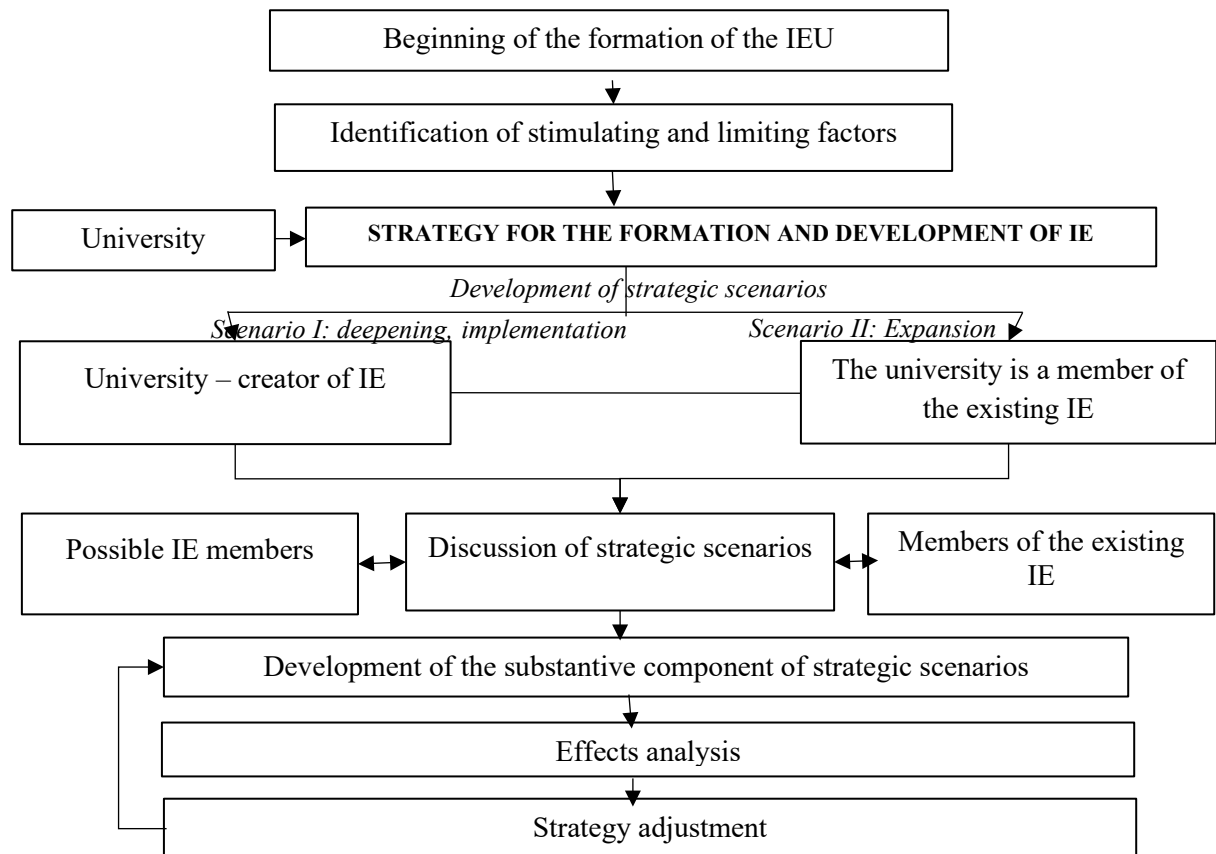 Beginning of the formation of the IEU
Identification of stimulating and limiting factors
University
STRATEGY FOR THE FORMATION AND DEVELOPMENT OF IE
Development of strategic scenarios
Scenario I: deepening, implementation
Scenario II: Expansion
University – creator of IE
The university is a member of
the existing IE
Possible IE members
Discussion of strategic scenarios
Members of the existing
IE
Development of the substantive component of strategic scenarios
Effects analysis
Strategy adjustment